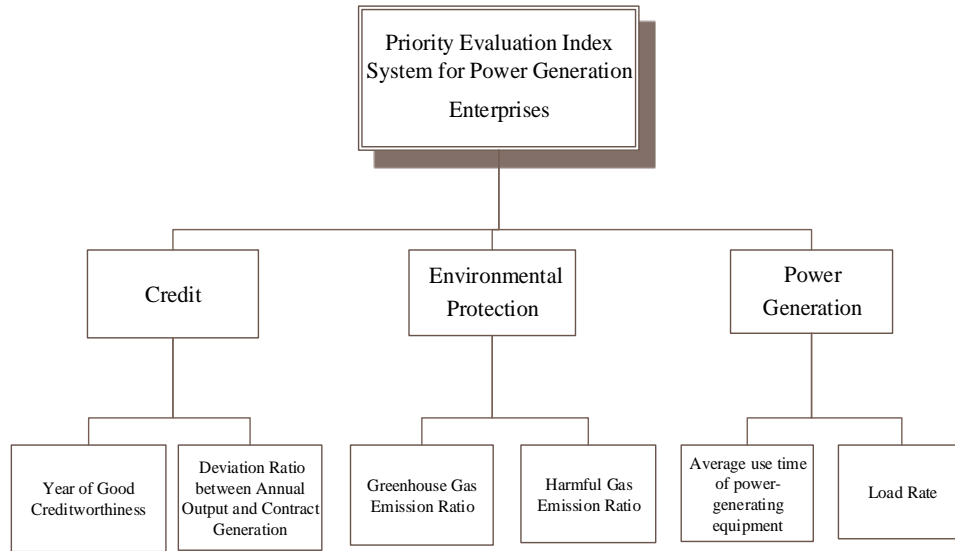 Priority Evaluation Index
System for Power Generation
Enterprises
Credit
Environmental
Protection
Power
Generation
Year of Good
Creditworthiness
Deviation Ratio
between Annual
Output and Contract
Generation
Greenhouse Gas
Emission Ratio
Harmful Gas
Emission Ratio
Average use time
of power-
generating
equipment
Load Rate